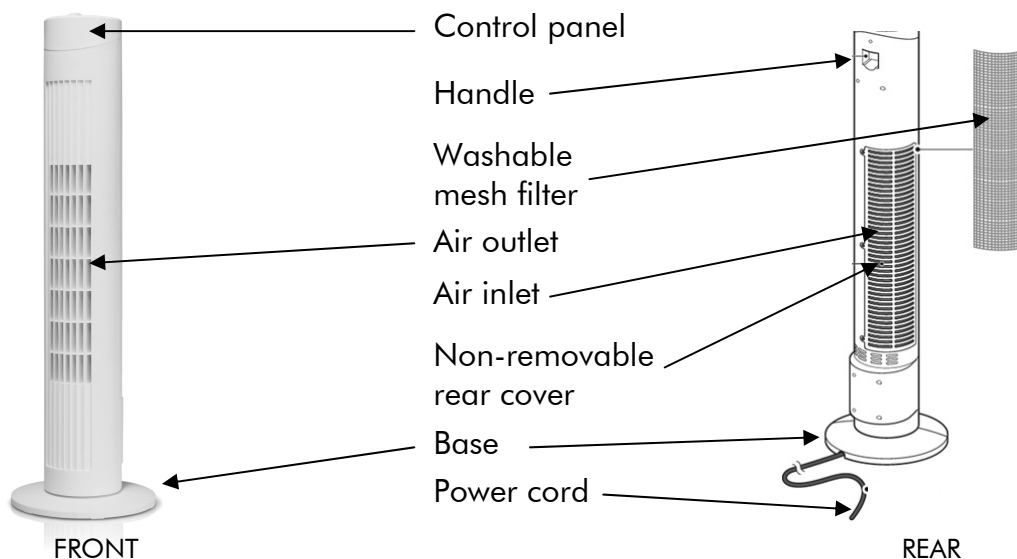 Control panel
Handle
Washable
mesh filter
Air outlet
Air inlet
Non-removable
rear cover
Base
Power cord
FRONT
REAR